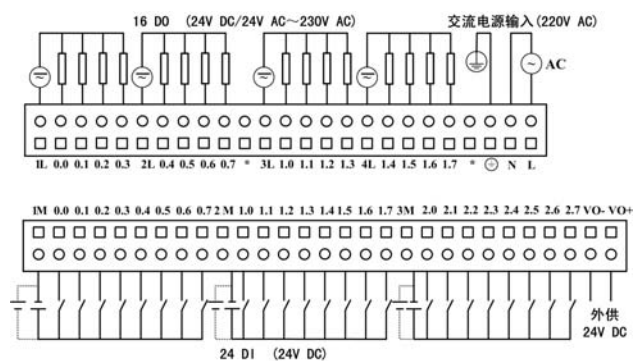 16 DO (24V DC/24V AC～230V AC) 交流电源输入(220V AC)
AC
1L 0.0 0.1 0.2 0.3 2L 0.4 0.5 0.6 0.7 * 3L 1.0 1.1 1.2 1.3 4L 1.4 1.5 1.6 1.7 * N L
1M 0.0 0.1 0.2 0.3 0.4 0.5 0.6 0.7 2 M 1.0 1.1 1.2 1.3 1.4 1.5 1.6 1.7 3M 2.0 2.1 2.2 2.3 2.4 2.5 2.6 2.7 VO- VO+
外供
24V DC
24 DI (24V DC)